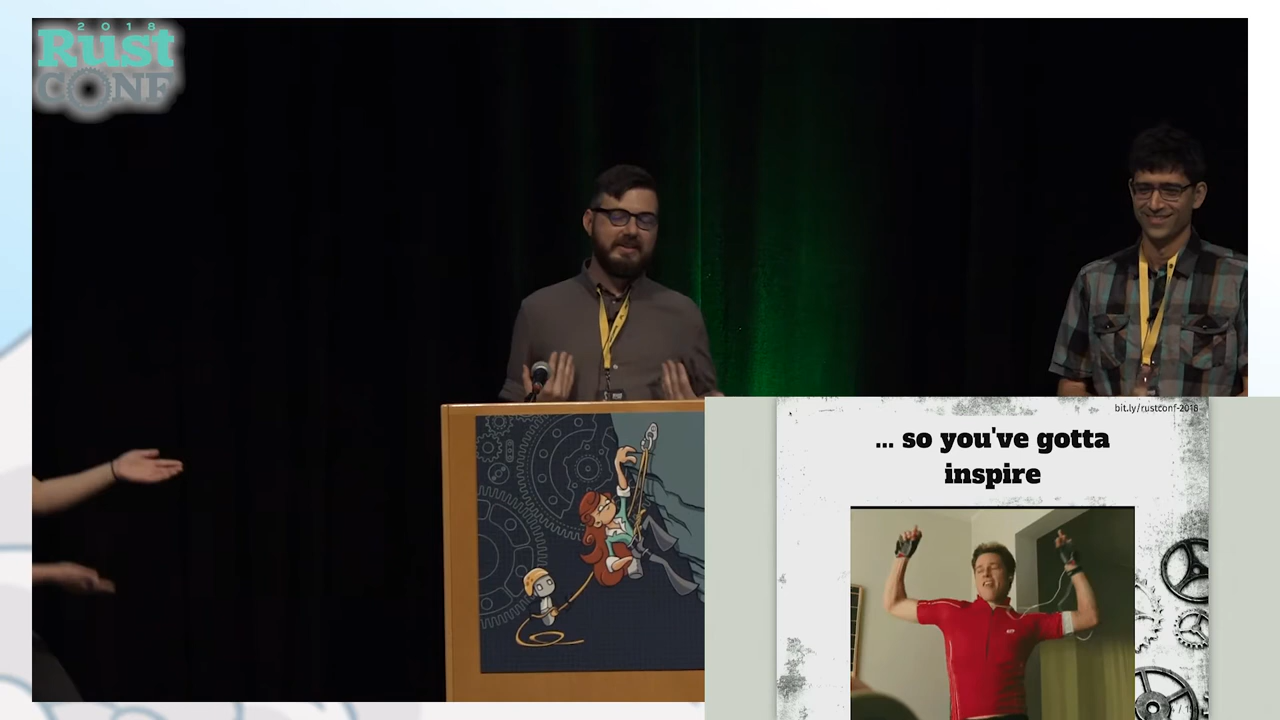 2018
Rust
CONF
bit.ly/rustconf-2018
... so you've gotta
inspire